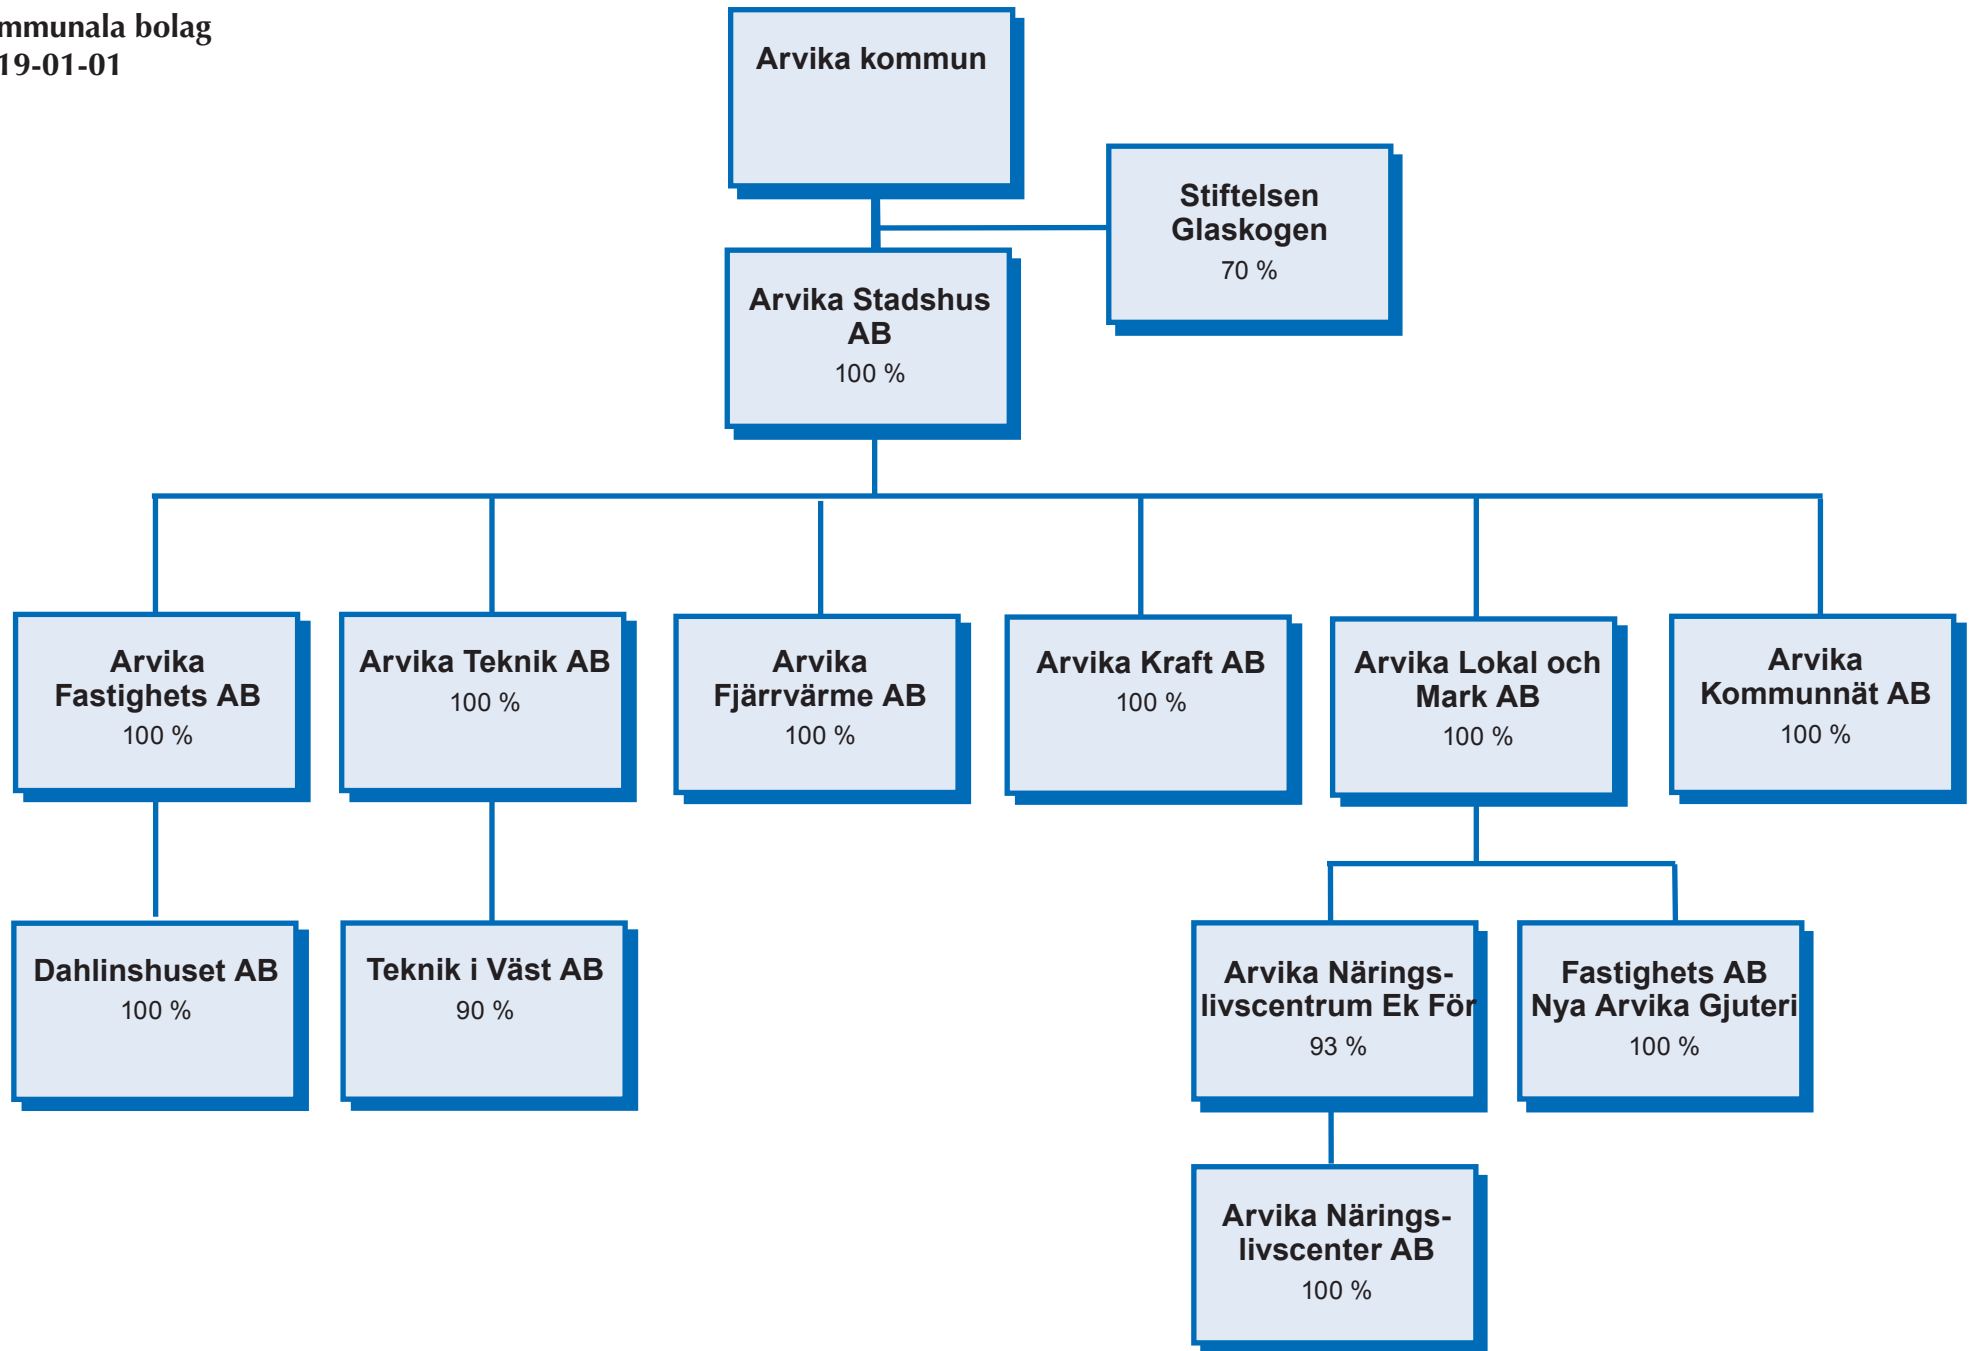 mmunala bolag
19-01-01
Arvika kommun
Stiftelsen
Glaskogen
70 %
Arvika Stadshus
AB
100 %
Arvika
Fastighets AB
100 %
Arvika Teknik AB
100 %
Arvika
Fjärrvärme AB
100 %
Arvika Kraft AB
100 %
Arvika Lokal och
Mark AB
100 %
Arvika
Kommunnät AB
100 %
Dahlinshuset AB
100 %
Teknik i Väst AB
90 %
Arvika Närings-
livscentrum Ek För
93 %
Fastighets AB
Nya Arvika Gjuteri
100 %
Arvika Närings-
livscenter AB
100 %